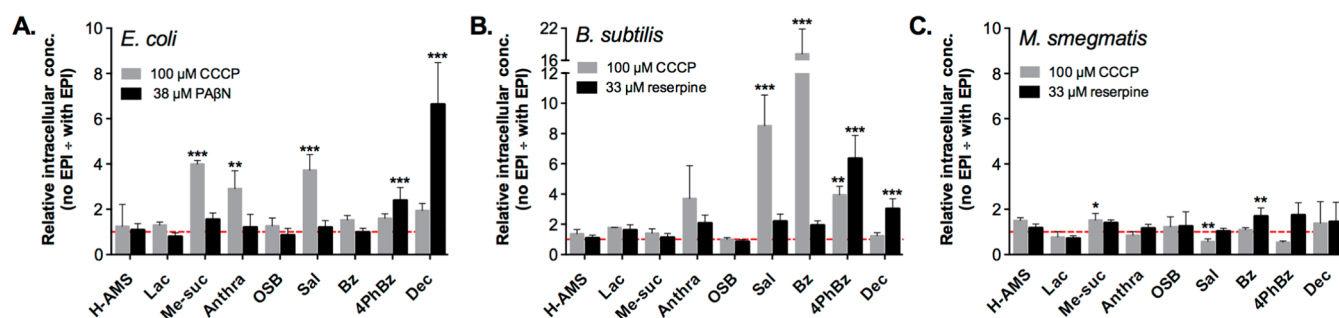 A.
E. coli
100 µM CCCP
38 µM PAβN
Relative intracellular conc.
(no EPI ÷ with EPI)
10
8
6
4
2
0
***
**
***
***
***
H-AMS
Lac
Me-suc
Anthra
OSB
Sal
Bz
4PhBz
Dec
B.
B. subtilis
100 µM CCCP
33 µM reserpine
Relative intracellular conc.
(no EPI ÷ with EPI)
22
16
12
10
8
6
4
2
0
***
***
**
***
***
H-AMS
Lac
Me-suc
Anthra
OSB
Sal
Bz
4PhBz
Dec
C.
M. smegmatis
100 µM CCCP
33 µM reserpine
Relative intracellular conc.
(no EPI ÷ with EPI)
10
8
6
4
2
0
*
**
**
H-AMS
Lac
Me-suc
Anthra
OSB
Sal
Bz
4PhBz
Dec